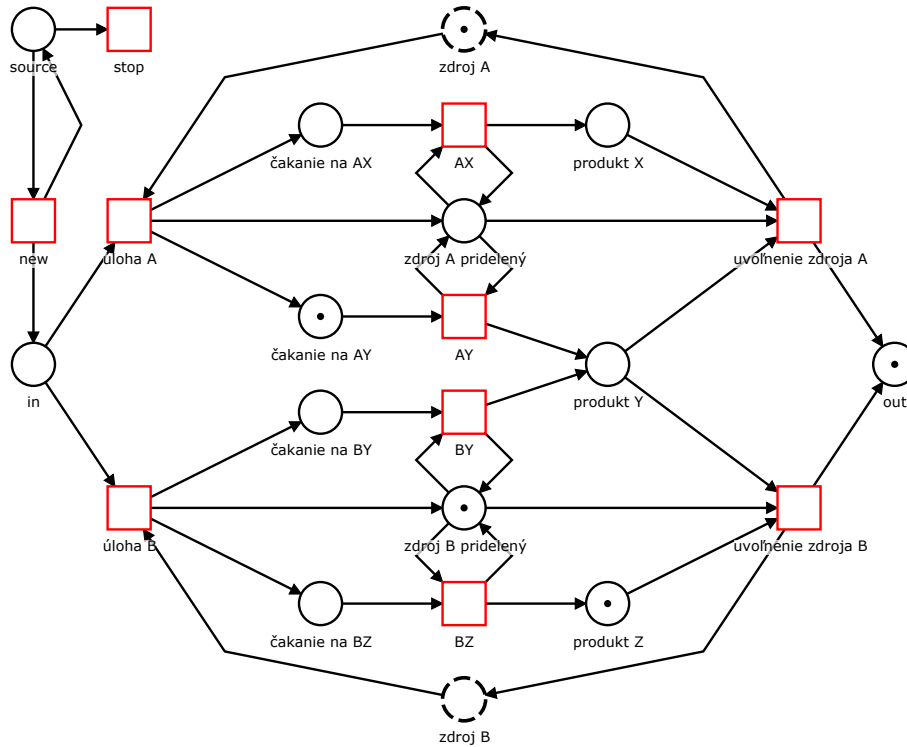 source
stop
zdroj A
čakanie na AX
AX
produkt X
new
úloha A
zdroj A pridelený
uvoľnenie zdroja A
čakanie na AY
AY
in
produkt Y
out
čakanie na BY
BY
úloha B
zdroj B pridelený
uvoľnenie zdroja B
čakanie na BZ
BZ
produkt Z
zdroj B